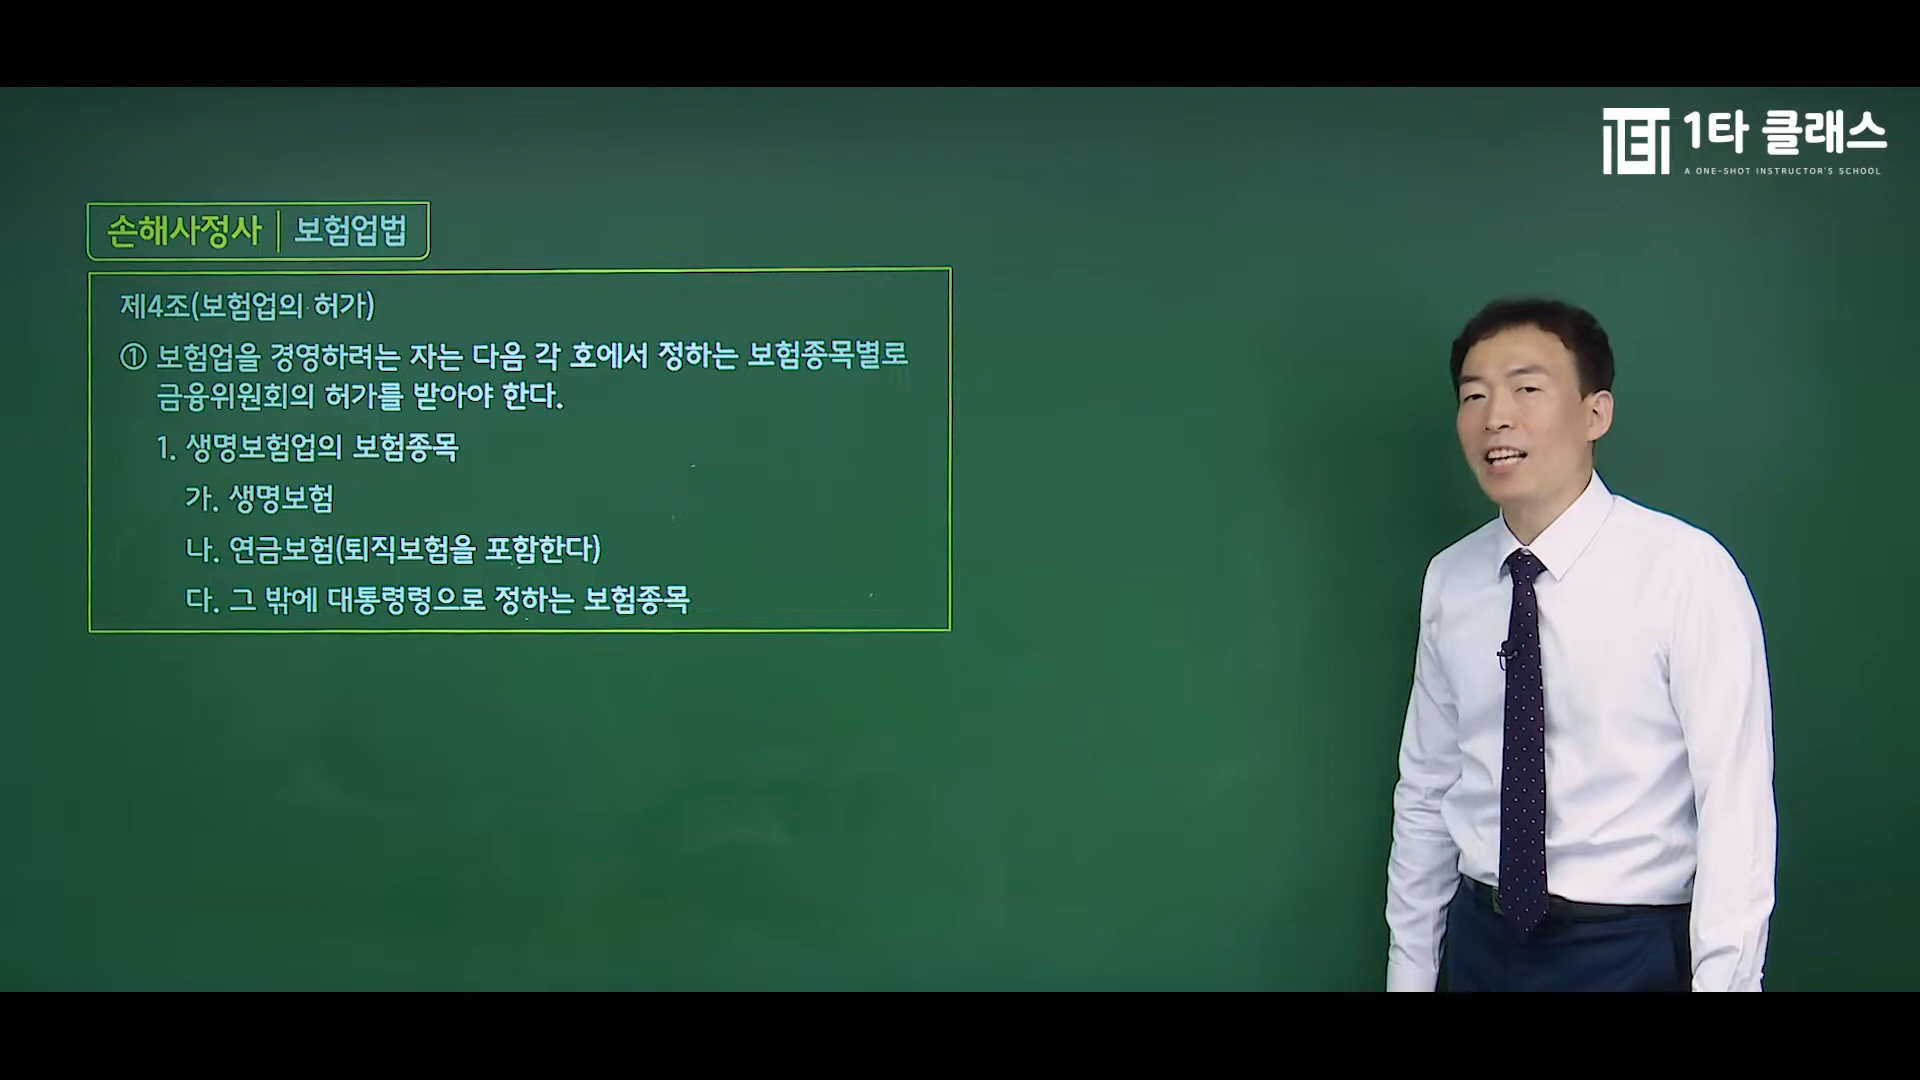 1타 클래스
A ONE-SHOT INSTRUCTOR'S SCHOOL
손해사정사 | 보험업법
제4조(보험업의 허가)
① 보험업을 경영하려는 자는 다음 각 호에서 정하는 보험종목별로
금융위원회의 허가를 받아야 한다.
1. 생명보험업의 보험종목
가. 생명보험
나. 연금보험(퇴직보험을 포함한다)
다. 그 밖에 대통령령으로 정하는 보험종목